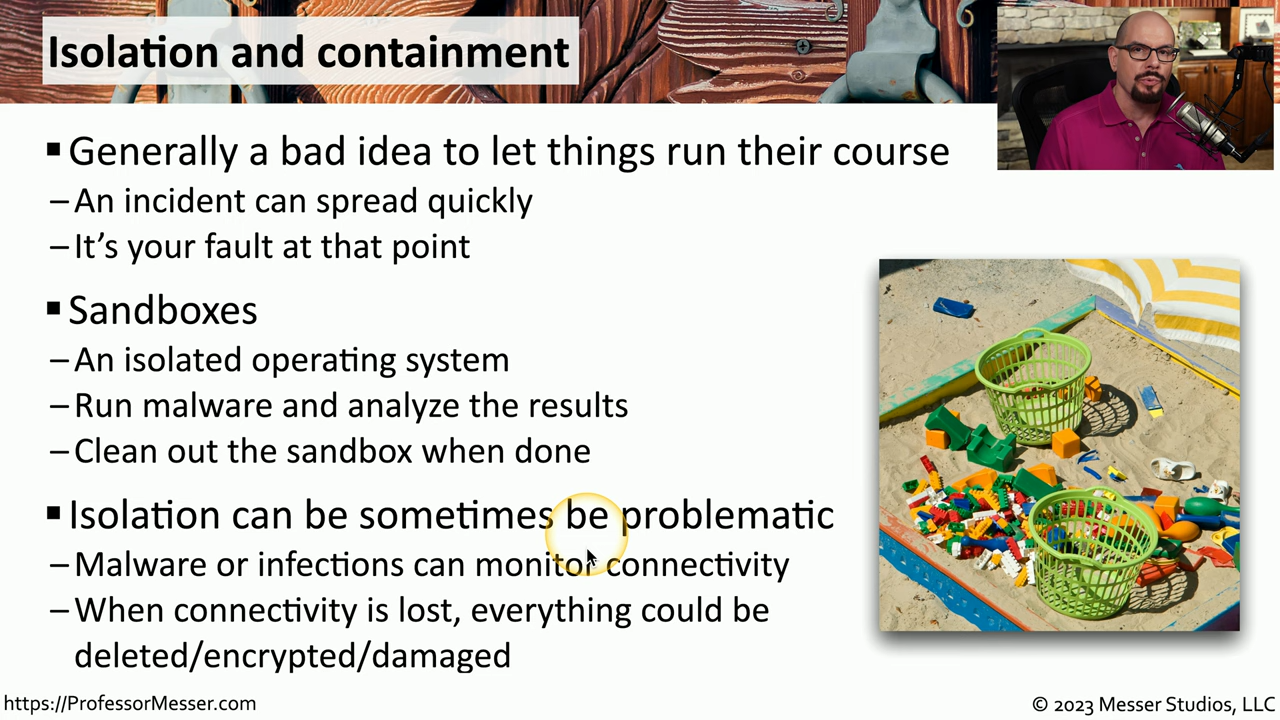 Isolation and containment
▪ Generally a bad idea to let things run their course
– An incident can spread quickly
– It’s your fault at that point
▪ Sandboxes
– An isolated operating system
– Run malware and analyze the results
– Clean out the sandbox when done
▪ Isolation can be sometimes be problematic
– Malware or infections can monitor connectivity
– When connectivity is lost, everything could be
deleted/encrypted/damaged
https://ProfessorMesser.com
© 2023 Messer Studios, LLC